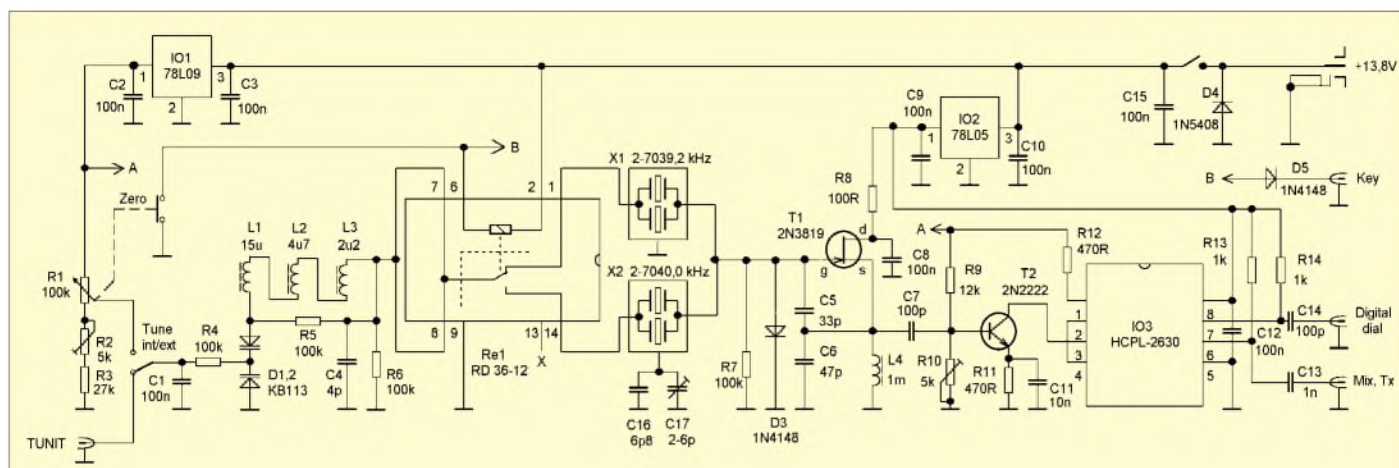 IO1
78L09
1
3
2
C2
100n
C3
100n
A
B
Zero
R1
100k
R2
5k
R3
27k
Tune
int/ext
TUNIT
C1
100n
R4
100k
L1
15u
L2
4u7
L3
2u2
R5
100k
D1,2
KB113
C4
4p
R6
100k
7
6
2
1
8
9
13
14
X
Re1
RD 36-12
X1 2-7039,2 kHz
X2 2-7040,0 kHz
C16
6p8
C17
2-6p
R7
100k
D3
1N4148
T1
2N3819
g
s
d
R8
100R
C8
100n
C5
33p
C6
47p
C7
100p
L4
1m
C9
100n
IO2
78L05
1
3
2
C10
100n
A
R9
12k
R10
5k
T2
2N2222
R11
470R
C11
10n
R12
470R
IO3
HCPL-2630
1
2
3
4
8
7
6
5
R13
1k
R14
1k
C12
100n
C14
100p
C13
1n
Digital
dial
Mix, Tx
B
D5
1N4148
Key
C15
100n
D4
1N5408
+13,8V